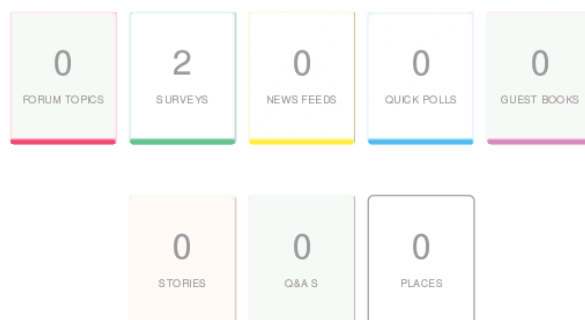 0 2 0 0 0
FORUM TOPICS SURVEYS NEWS FEEDS QUICK POLLS GUEST BOOKS
0 0 0
STORIES Q&A S PLACES